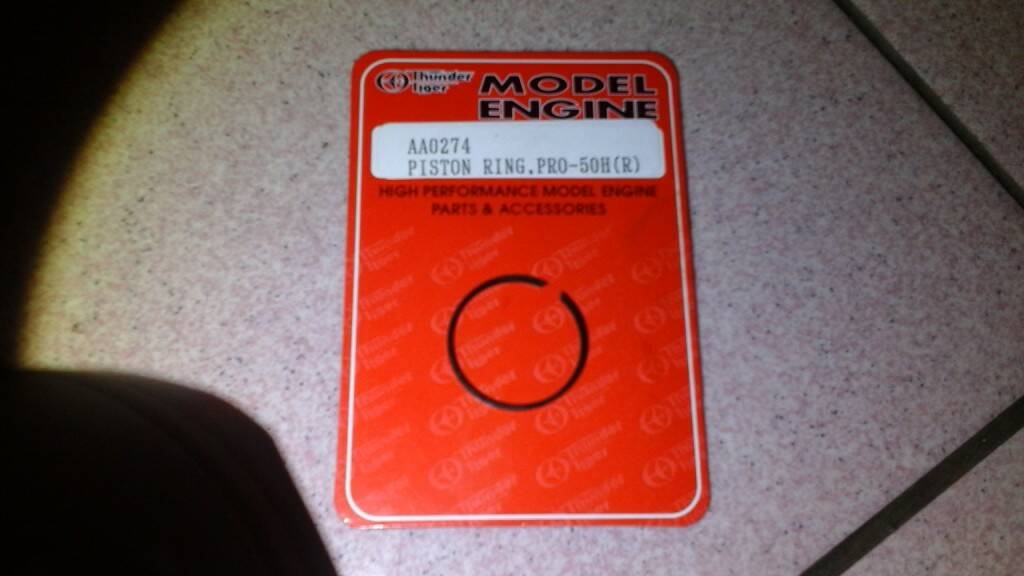 Thunder Tiger MODEL ENGINE
AA0274
PISTON RING.PRO-50H(R)
HIGH PERFORMANCE MODEL ENGINE
PARTS & ACCESSORIES